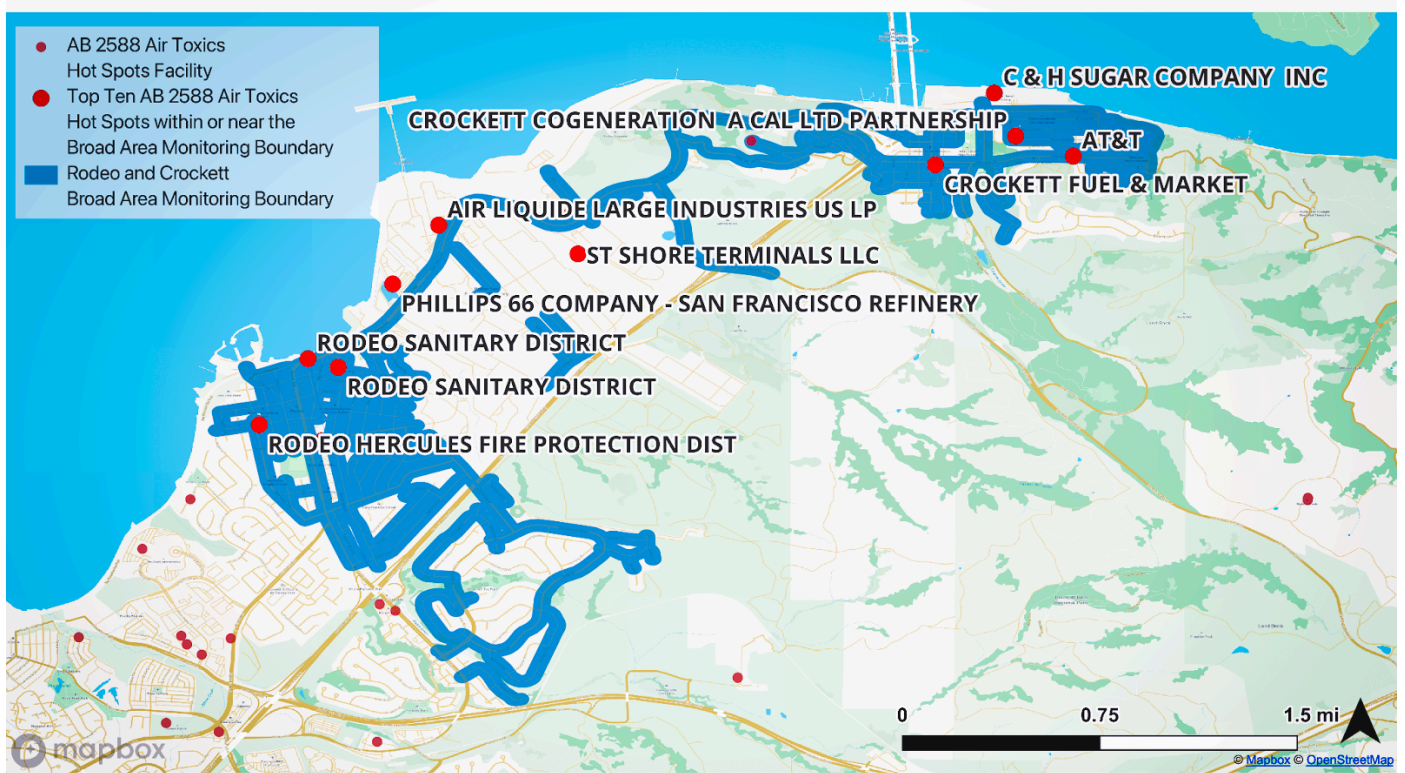 AB 2588 Air Toxics
Hot Spots Facility
Top Ten AB 2588 Air Toxics
Hot Spots within or near the
Broad Area Monitoring Boundary
Rodeo and Crockett
Broad Area Monitoring Boundary
C & H SUGAR COMPANY INC
CROCKETT COGENERATION A CAL LTD PARTNERSHIP
AT&T
CROCKETT FUEL & MARKET
AIR LIQUIDE LARGE INDUSTRIES US LP
ST SHORE TERMINALS LLC
PHILLIPS 66 COMPANY - SAN FRANCISCO REFINERY
RODEO SANITARY DISTRICT
RODEO SANITARY DISTRICT
RODEO HERCULES FIRE PROTECTION DIST
0 0.75 1.5 mi
mapbox
© Mapbox © OpenStreetMap